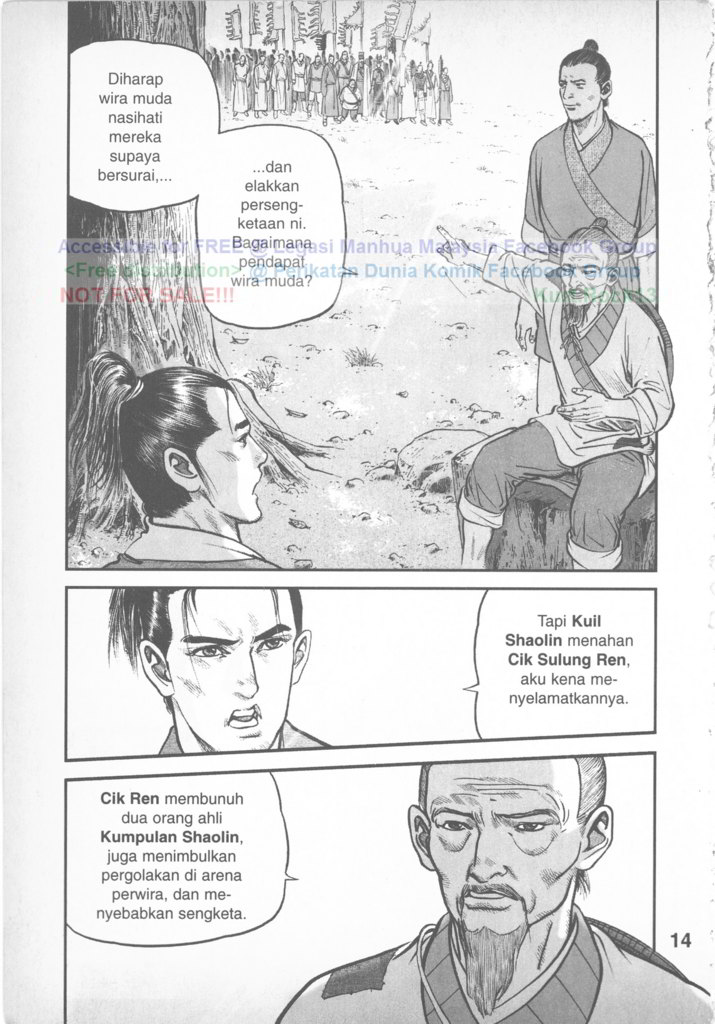 Diharap
wira muda
nasihati
mereka
supaya
bersurai,...
...dan
elakkan
perseng-
ketaan ni.
Bagaimana
pendapat
wira muda?
Accessible for FREE @ Legasi Manhua Malaysia Facebook Group
<Free distribution> @ Perikatan Dunia Komik Facebook Group
NOT FOR SALE!!!
Tapi Kuil
Shaolin menahan
Cik Sulung Ren,
aku kena me-
nyelamatkannya.
Cik Ren membunuh
dua orang ahli
Kumpulan Shaolin,
juga menimbulkan
pergolakan di arena
perwira, dan me-
nyebabkan sengketa.
14